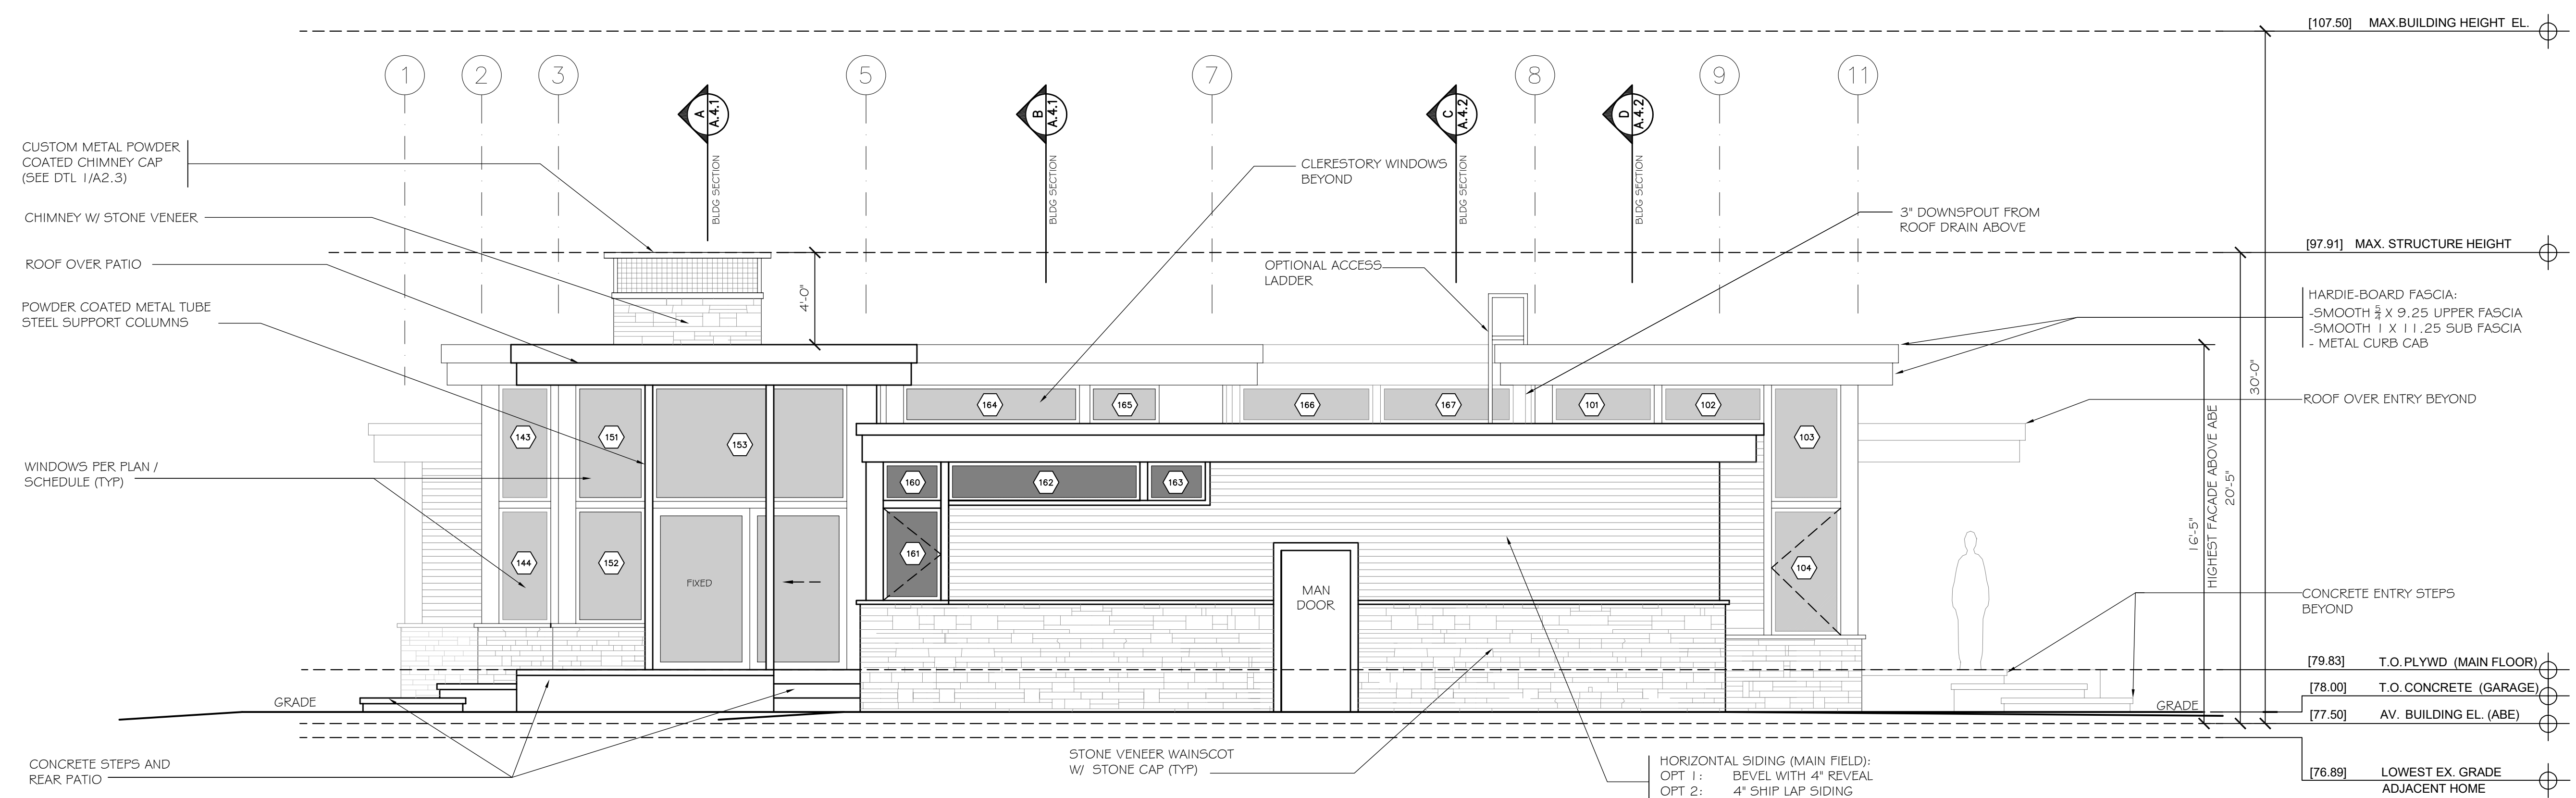 [107.50] MAX.BUILDING HEIGHT EL.
1
2
3
5
7
8
9
11
A
A.4.1
BLDG SECTION
B
A.4.1
BLDG SECTION
C
A.4.2
BLDG SECTION
D
A.4.2
BLDG SECTION
CUSTOM METAL POWDER
COATED CHIMNEY CAP
(SEE DTL 1/A2.3)
CHIMNEY W/ STONE VENEER
ROOF OVER PATIO
POWDER COATED METAL TUBE
STEEL SUPPORT COLUMNS
WINDOWS PER PLAN /
SCHEDULE (TYP)
CLERESTORY WINDOWS
BEYOND
OPTIONAL ACCESS
LADDER
3" DOWNSPOUT FROM
ROOF DRAIN ABOVE
[97.91] MAX. STRUCTURE HEIGHT
HARDIE-BOARD FASCIA:
-SMOOTH 5/4 X 9.25 UPPER FASCIA
-SMOOTH 1 X 11.25 SUB FASCIA
- METAL CURB CAB
4'-0"
30'-0"
20'-5"
16'-5"
HIGHEST FACADE ABOVE ABE
ROOF OVER ENTRY BEYOND
164
165
166
167
101
102
143
151
153
103
160
162
163
144
152
161
104
FIXED
MAN
DOOR
CONCRETE ENTRY STEPS
BEYOND
[79.83] T.O. PLYWD (MAIN FLOOR)
[78.00] T.O. CONCRETE (GARAGE)
[77.50] AV. BUILDING EL. (ABE)
[76.89] LOWEST EX. GRADE
ADJACENT HOME
GRADE
GRADE
CONCRETE STEPS AND
REAR PATIO
STONE VENEER WAINSCOT
W/ STONE CAP (TYP)
HORIZONTAL SIDING (MAIN FIELD):
OPT 1: BEVEL WITH 4" REVEAL
OPT 2: 4" SHIP LAP SIDING